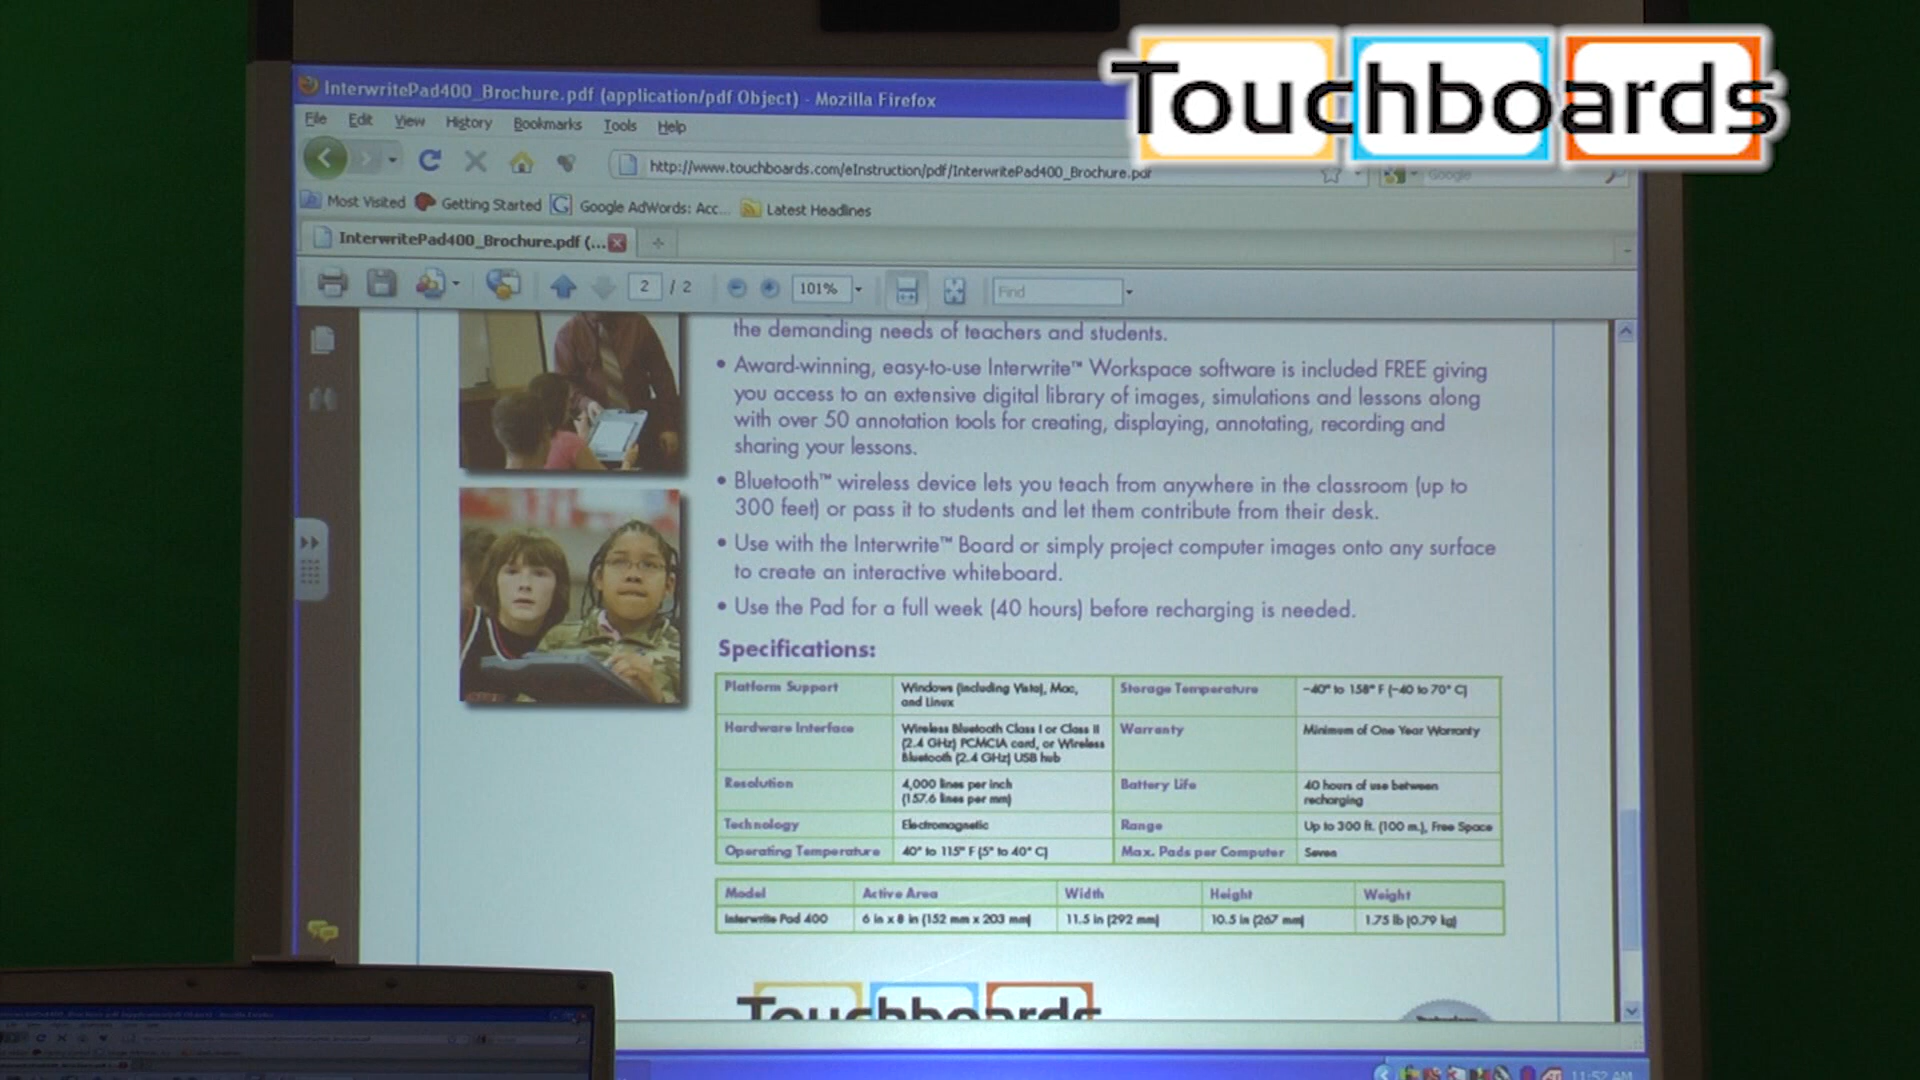 Touchboards
InterwritePad400_Brochure.pdf (application/pdf Object) - Mozilla Firefox
File Edit View History Bookmarks Tools Help
http://www.touchboards.com/eInstruction/pdf/InterwritePad400_Brochure.pdf
Google
Most Visited Getting Started Google AdWords: Acc... Latest Headlines
InterwritePad400_Brochure.pdf (...
2 / 2 101% Find
the demanding needs of teachers and students.
• Award-winning, easy-to-use Interwrite™ Workspace software is included FREE giving
you access to an extensive digital library of images, simulations and lessons along
with over 50 annotation tools for creating, displaying, annotating, recording and
sharing your lessons.
• Bluetooth™ wireless device lets you teach from anywhere in the classroom (up to
300 feet) or pass it to students and let them contribute from their desk.
• Use with the Interwrite™ Board or simply project computer images onto any surface
to create an interactive whiteboard.
• Use the Pad for a full week (40 hours) before recharging is needed.
Specifications:
Platform Support Windows (including Vista), Mac,
and Linux
Storage Temperature -40° to 158° F (-40 to 70° C)
Hardware Interface Wireless Bluetooth Class I or Class II
(2.4 GHz) PCMCIA card, or Wireless
Bluetooth (2.4 GHz) USB hub
Warranty Minimum of One Year Warranty
Resolution 4,000 lines per inch
(157.6 lines per mm)
Battery Life 40 hours of use between
recharging
Technology Electromagnetic Range Up to 300 ft. (100 m.), Free Space
Operating Temperature 40° to 115° F (5° to 40° C) Max. Pads per Computer Seven
Model Active Area Width Height Weight
Interwrite Pad 400 6 in x 8 in (152 mm x 203 mm) 11.5 in (292 mm) 10.5 in (267 mm) 1.75 lb (0.79 kg)
Touchboards
11:52 AM